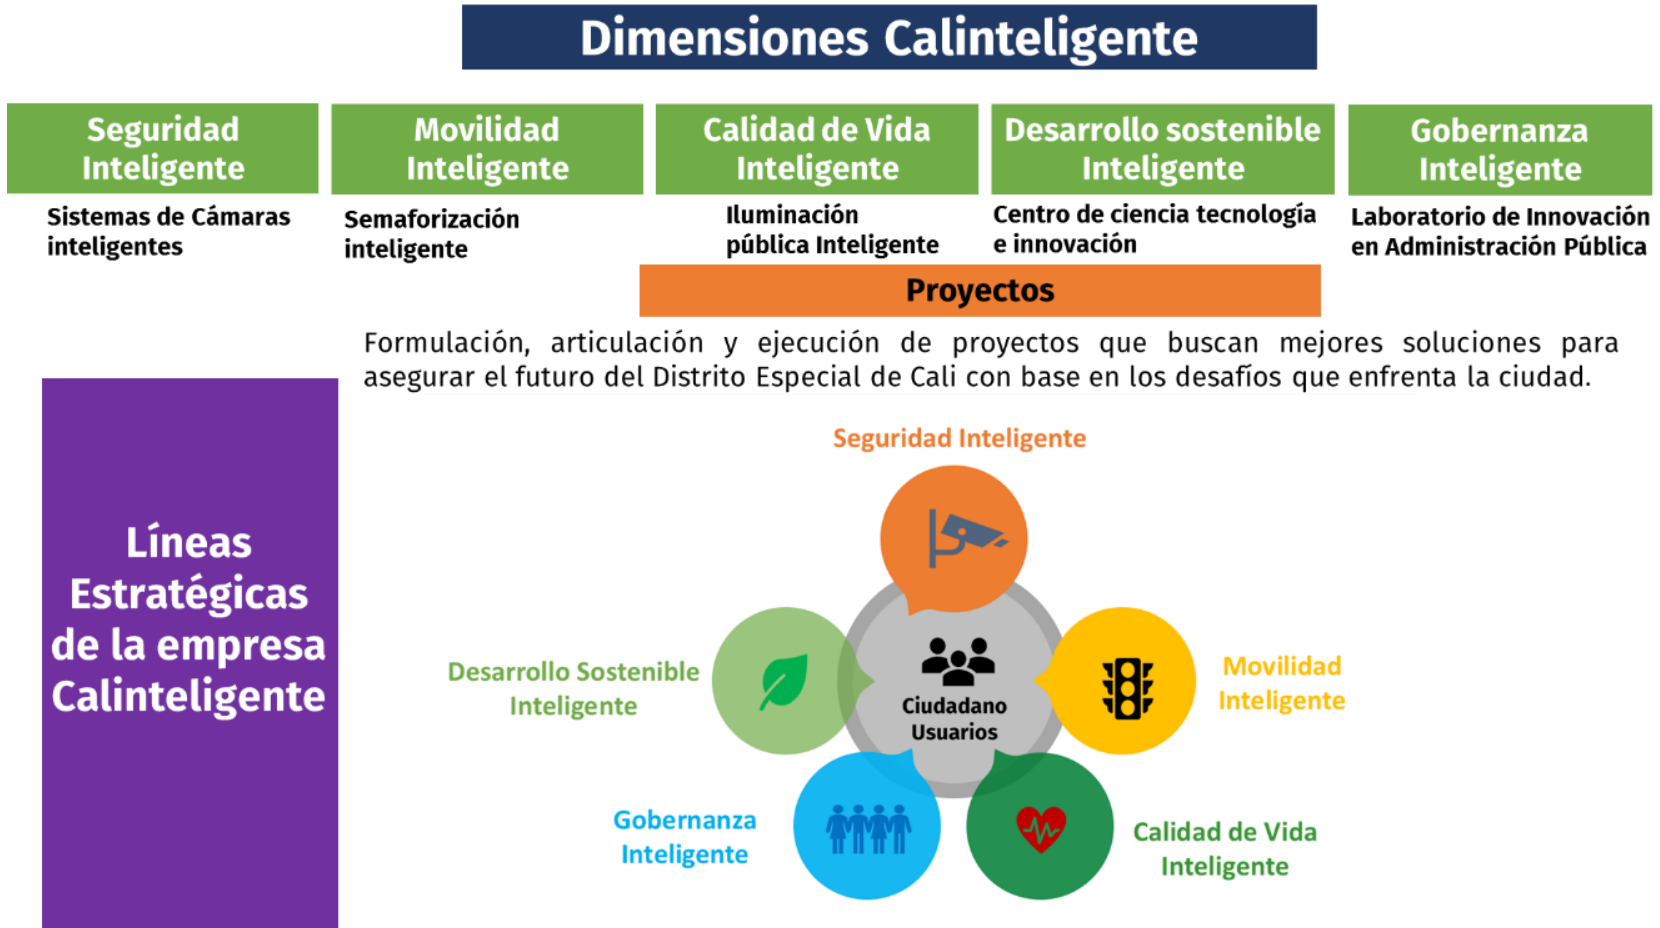 Dimensiones Calinteligente
Seguridad
Inteligente
Movilidad
Inteligente
Calidad de Vida
Inteligente
Desarrollo sostenible
Inteligente
Gobernanza
Inteligente
Sistemas de Cámaras
inteligentes
Semaforización
inteligente
Iluminación
pública Inteligente
Centro de ciencia tecnología
e innovación
Laboratorio de Innovación
en Administración Pública
Proyectos
Formulación, articulación y ejecución de proyectos que buscan mejores soluciones para
asegurar el futuro del Distrito Especial de Cali con base en los desafíos que enfrenta la ciudad.
Líneas
Estratégicas
de la empresa
Calinteligente
Seguridad Inteligente
Desarrollo Sostenible
Inteligente
Ciudadano
Usuarios
Movilidad
Inteligente
Gobernanza
Inteligente
Calidad de Vida
Inteligente